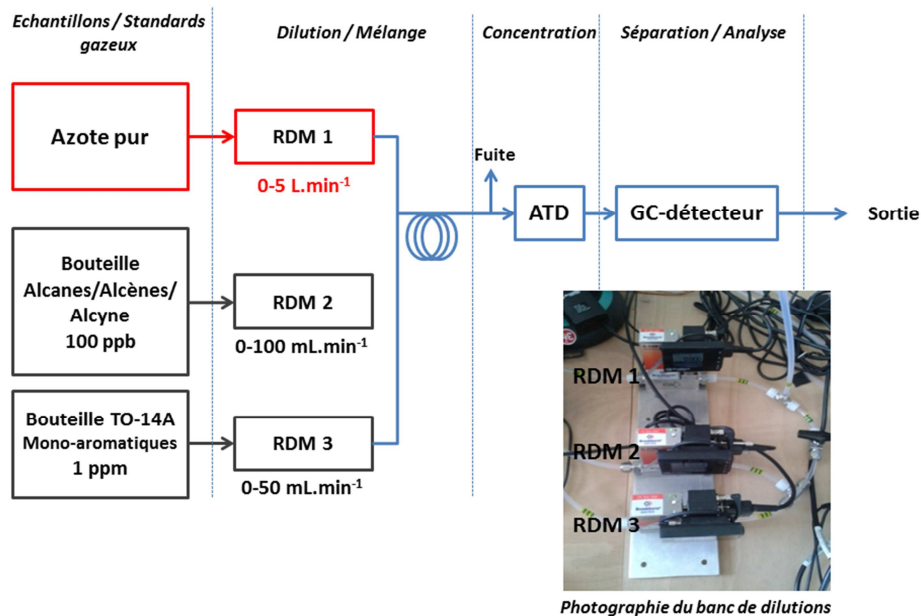 Echantillons / Standards
gazeux
Dilution / Mélange
Concentration
Séparation / Analyse
Azote pur
RDM 1
0-5 L.min-1
Fuite
ATD
GC-détecteur
Sortie
Bouteille
Alcanes/Alcènes/
Alcyne
100 ppb
RDM 2
0-100 mL.min-1
Bouteille TO-14A
Mono-aromatiques
1 ppm
RDM 3
0-50 mL.min-1
RDM 1
RDM 2
RDM 3
Photographie du banc de dilutions